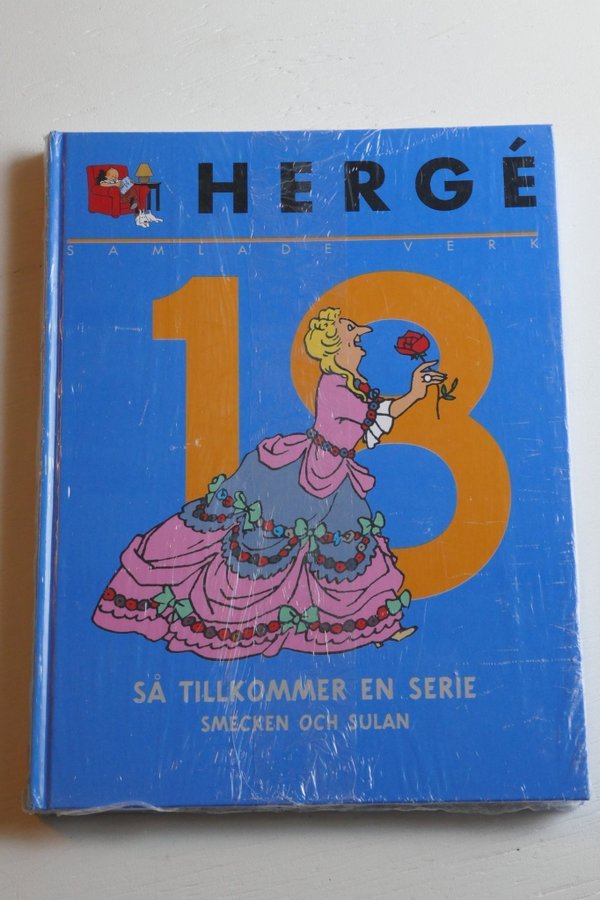 HERGÉ
SAMLADE VERK
18
SÅ TILLKOMMER EN SERIE
SMECKEN OCH SULAN